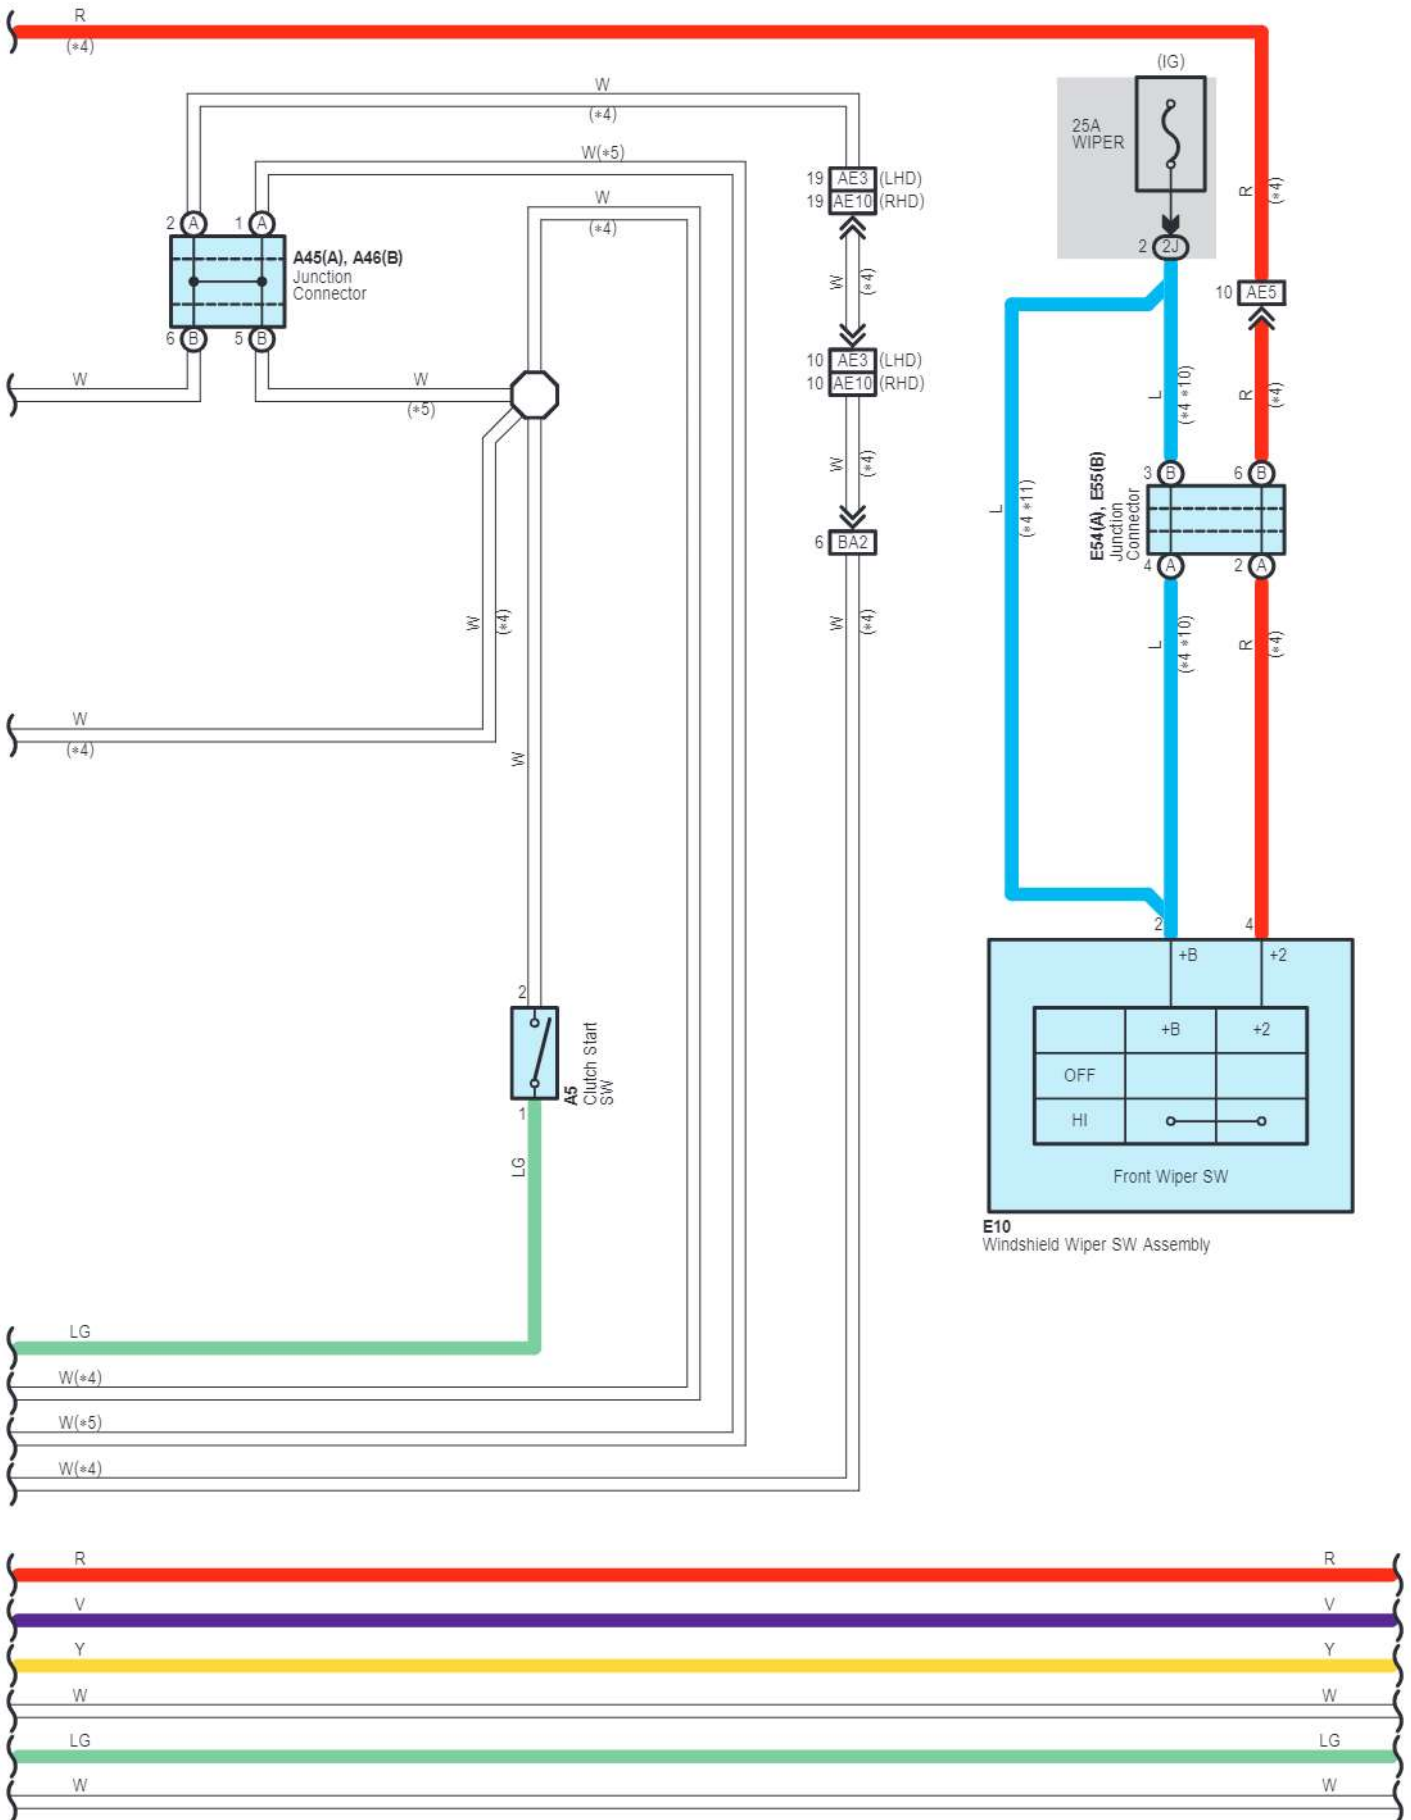 R
(*4)
(IG)
W
(*4)
25A
WIPER
W(*5)
19 AE3 (LHD)
19 AE10 (RHD)
W
(*4)
R
(*4)
2 A
1 A
2 2J
A45(A), A46(B)
Junction
Connector
W
(*4)
10 AE5
6 B
5 B
10 AE3 (LHD)
10 AE10 (RHD)
W
W
(*5)
L
(*4 *10)
R
(*4)
W
(*4)
3 B
6 B
L
(*4 *11)
E54(A), E55(B)
Junction
Connector
6 BA2
4 A
2 A
W
(*4)
W
(*4)
L
(*4 *10)
R
(*4)
W
(*4)
W
2
4
+B
+2
2
+B
+2
OFF
HI
A5
Clutch Start
SW
1
LG
Front Wiper SW
E10
Windshield Wiper SW Assembly
LG
W(*4)
W(*5)
W(*4)
R
R
V
V
Y
Y
W
W
LG
LG
W
W